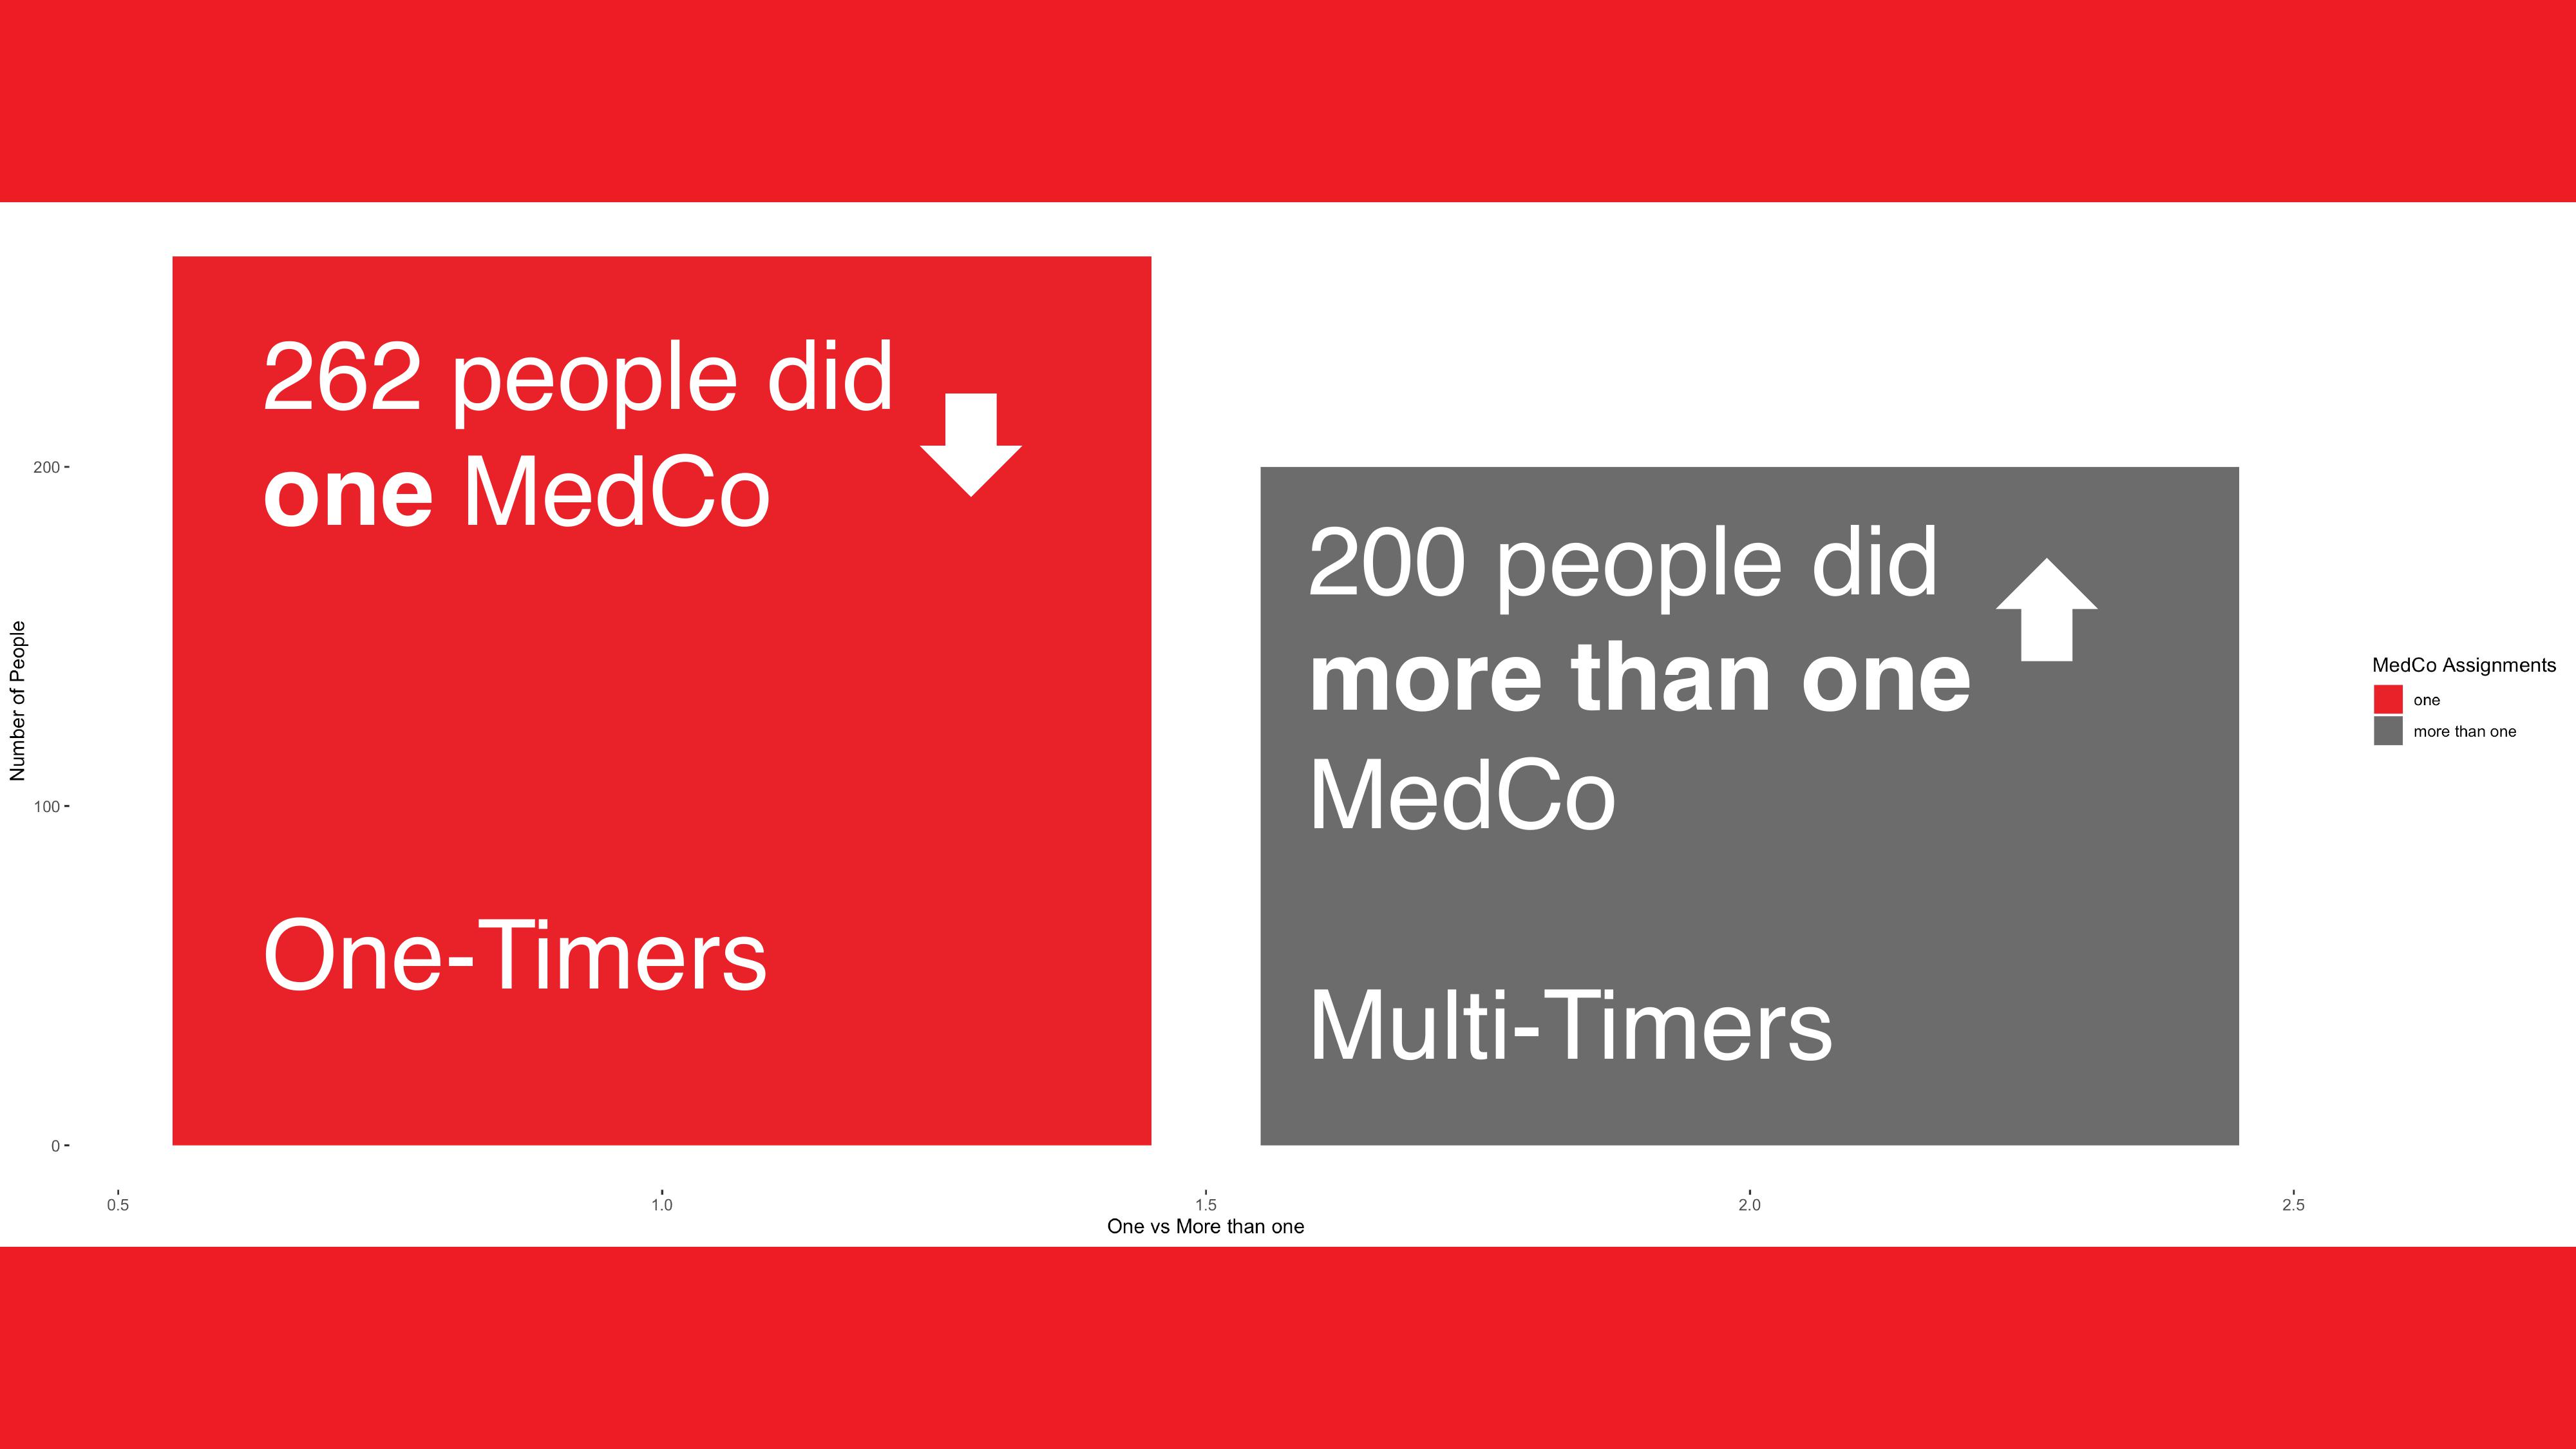 262 people did
one MedCo
One-Timers
200 people did
more than one
MedCo
Multi-Timers
Number of People
200
100
0
0.5
1.0
1.5
2.0
2.5
One vs More than one
MedCo Assignments
one
more than one